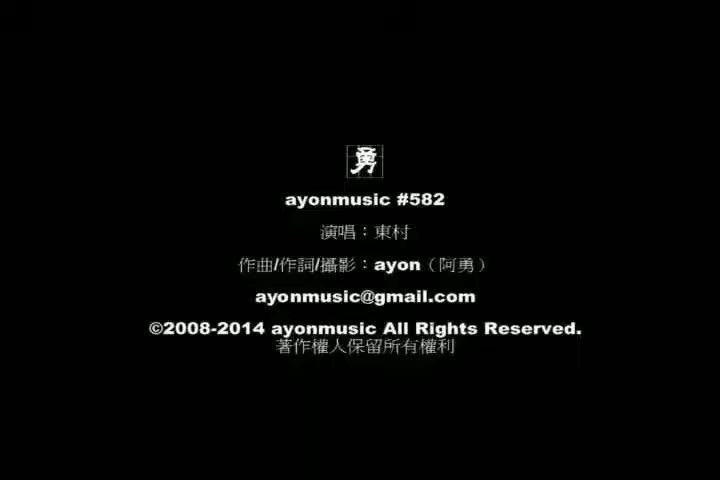 勇
ayonmusic #582
演唱：東村
作曲/作詞/攝影：ayon（阿勇）
ayonmusic@gmail.com
©2008-2014 ayonmusic All Rights Reserved.
著作權人保留所有權利